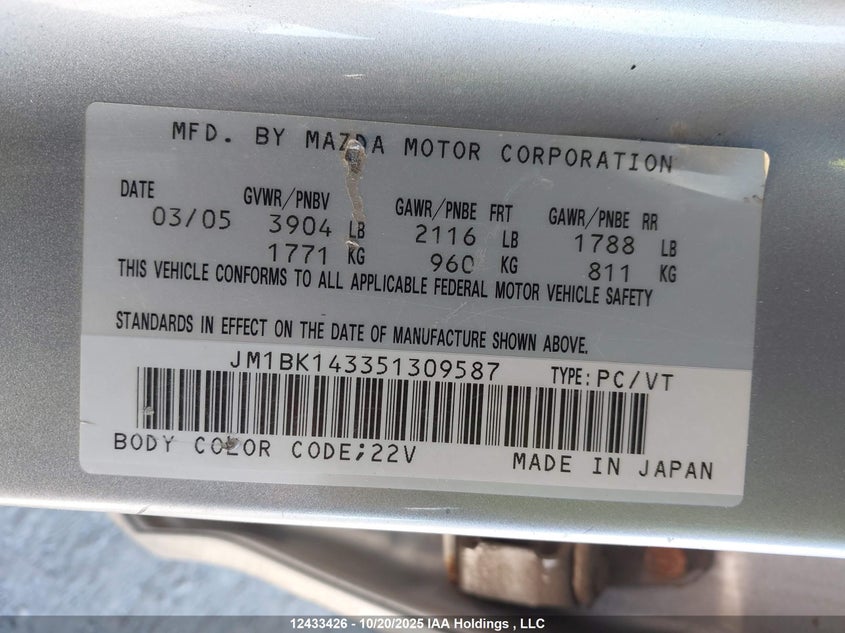 MFD. BY MAZDA MOTOR CORPORATION
DATE GVWR/PNBV GAWR/PNBE FRT GAWR/PNBE RR
03/05 3904 LB 2116 LB 1788 LB
1771 KG 960 KG 811 KG
THIS VEHICLE CONFORMS TO ALL APPLICABLE FEDERAL MOTOR VEHICLE SAFETY
STANDARDS IN EFFECT ON THE DATE OF MANUFACTURE SHOWN ABOVE.
JM1BK143351309587 TYPE: PC/VT
BODY COLOR CODE;22V
MADE IN JAPAN
12433426 - 10/20/2025 IAA Holdings , LLC